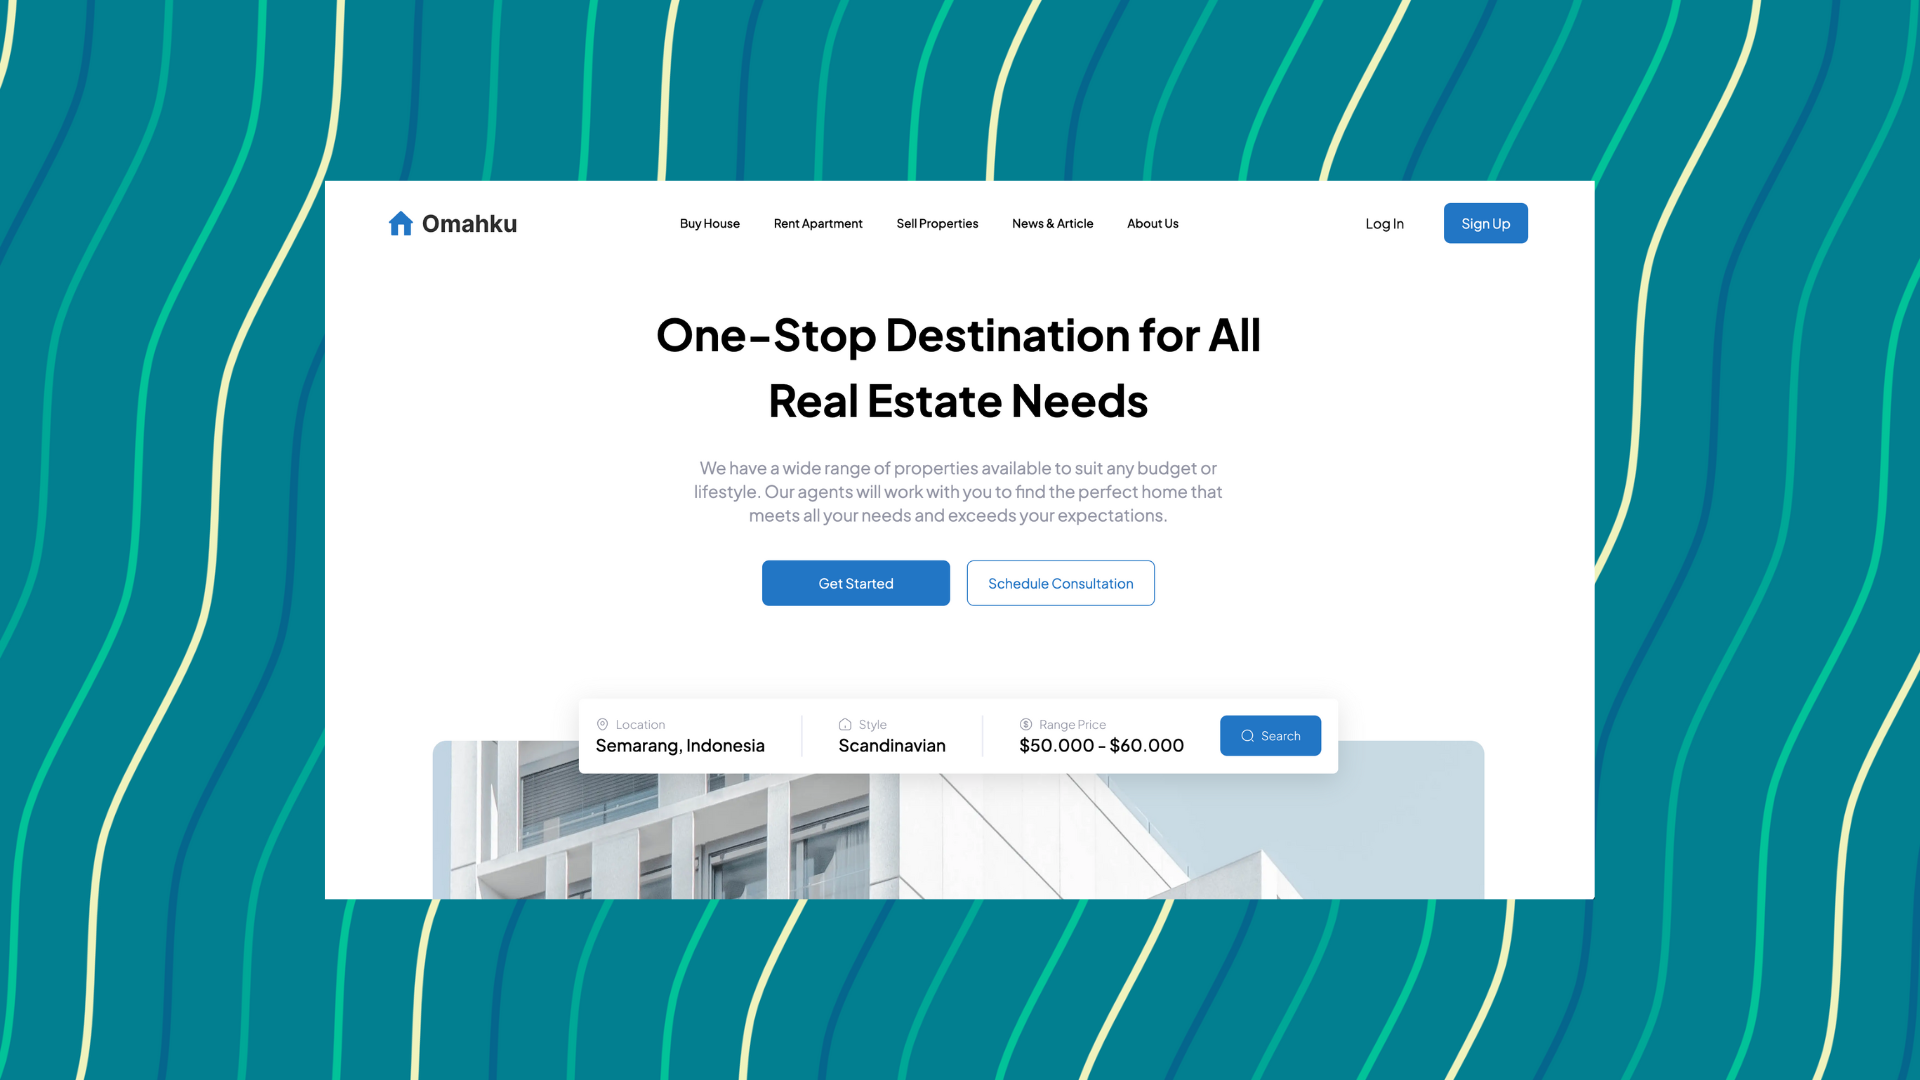 Omahku
Buy House
Rent Apartment
Sell Properties
News & Article
About Us
Log In
Sign Up
One-Stop Destination for All
Real Estate Needs
We have a wide range of properties available to suit any budget or
lifestyle. Our agents will work with you to find the perfect home that
meets all your needs and exceeds your expectations.
Get Started
Schedule Consultation
Location
Semarang, Indonesia
Style
Scandinavian
Range Price
$50.000 - $60.000
Search